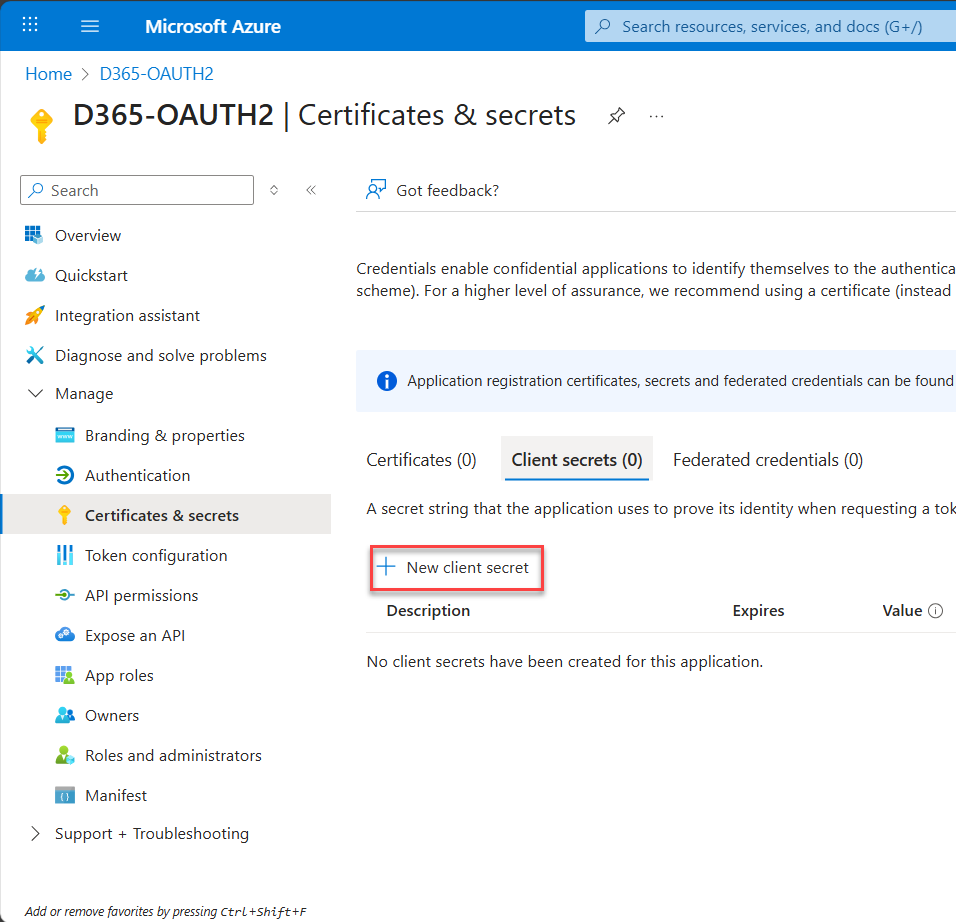 Microsoft Azure
Search resources, services, and docs (G+/)
Home > D365-OAUTH2
D365-OAUTH2 | Certificates & secrets
Search
Got feedback?
Overview
Quickstart
Integration assistant
Diagnose and solve problems
Manage
Branding & properties
Authentication
Certificates & secrets
Token configuration
API permissions
Expose an API
App roles
Owners
Roles and administrators
Manifest
Support + Troubleshooting
Add or remove favorites by pressing Ctrl+Shift+F
Credentials enable confidential applications to identify themselves to the authentica
scheme). For a higher level of assurance, we recommend using a certificate (instead
Application registration certificates, secrets and federated credentials can be found
Certificates (0) Client secrets (0) Federated credentials (0)
A secret string that the application uses to prove its identity when requesting a tok
New client secret
Description Expires Value
No client secrets have been created for this application.